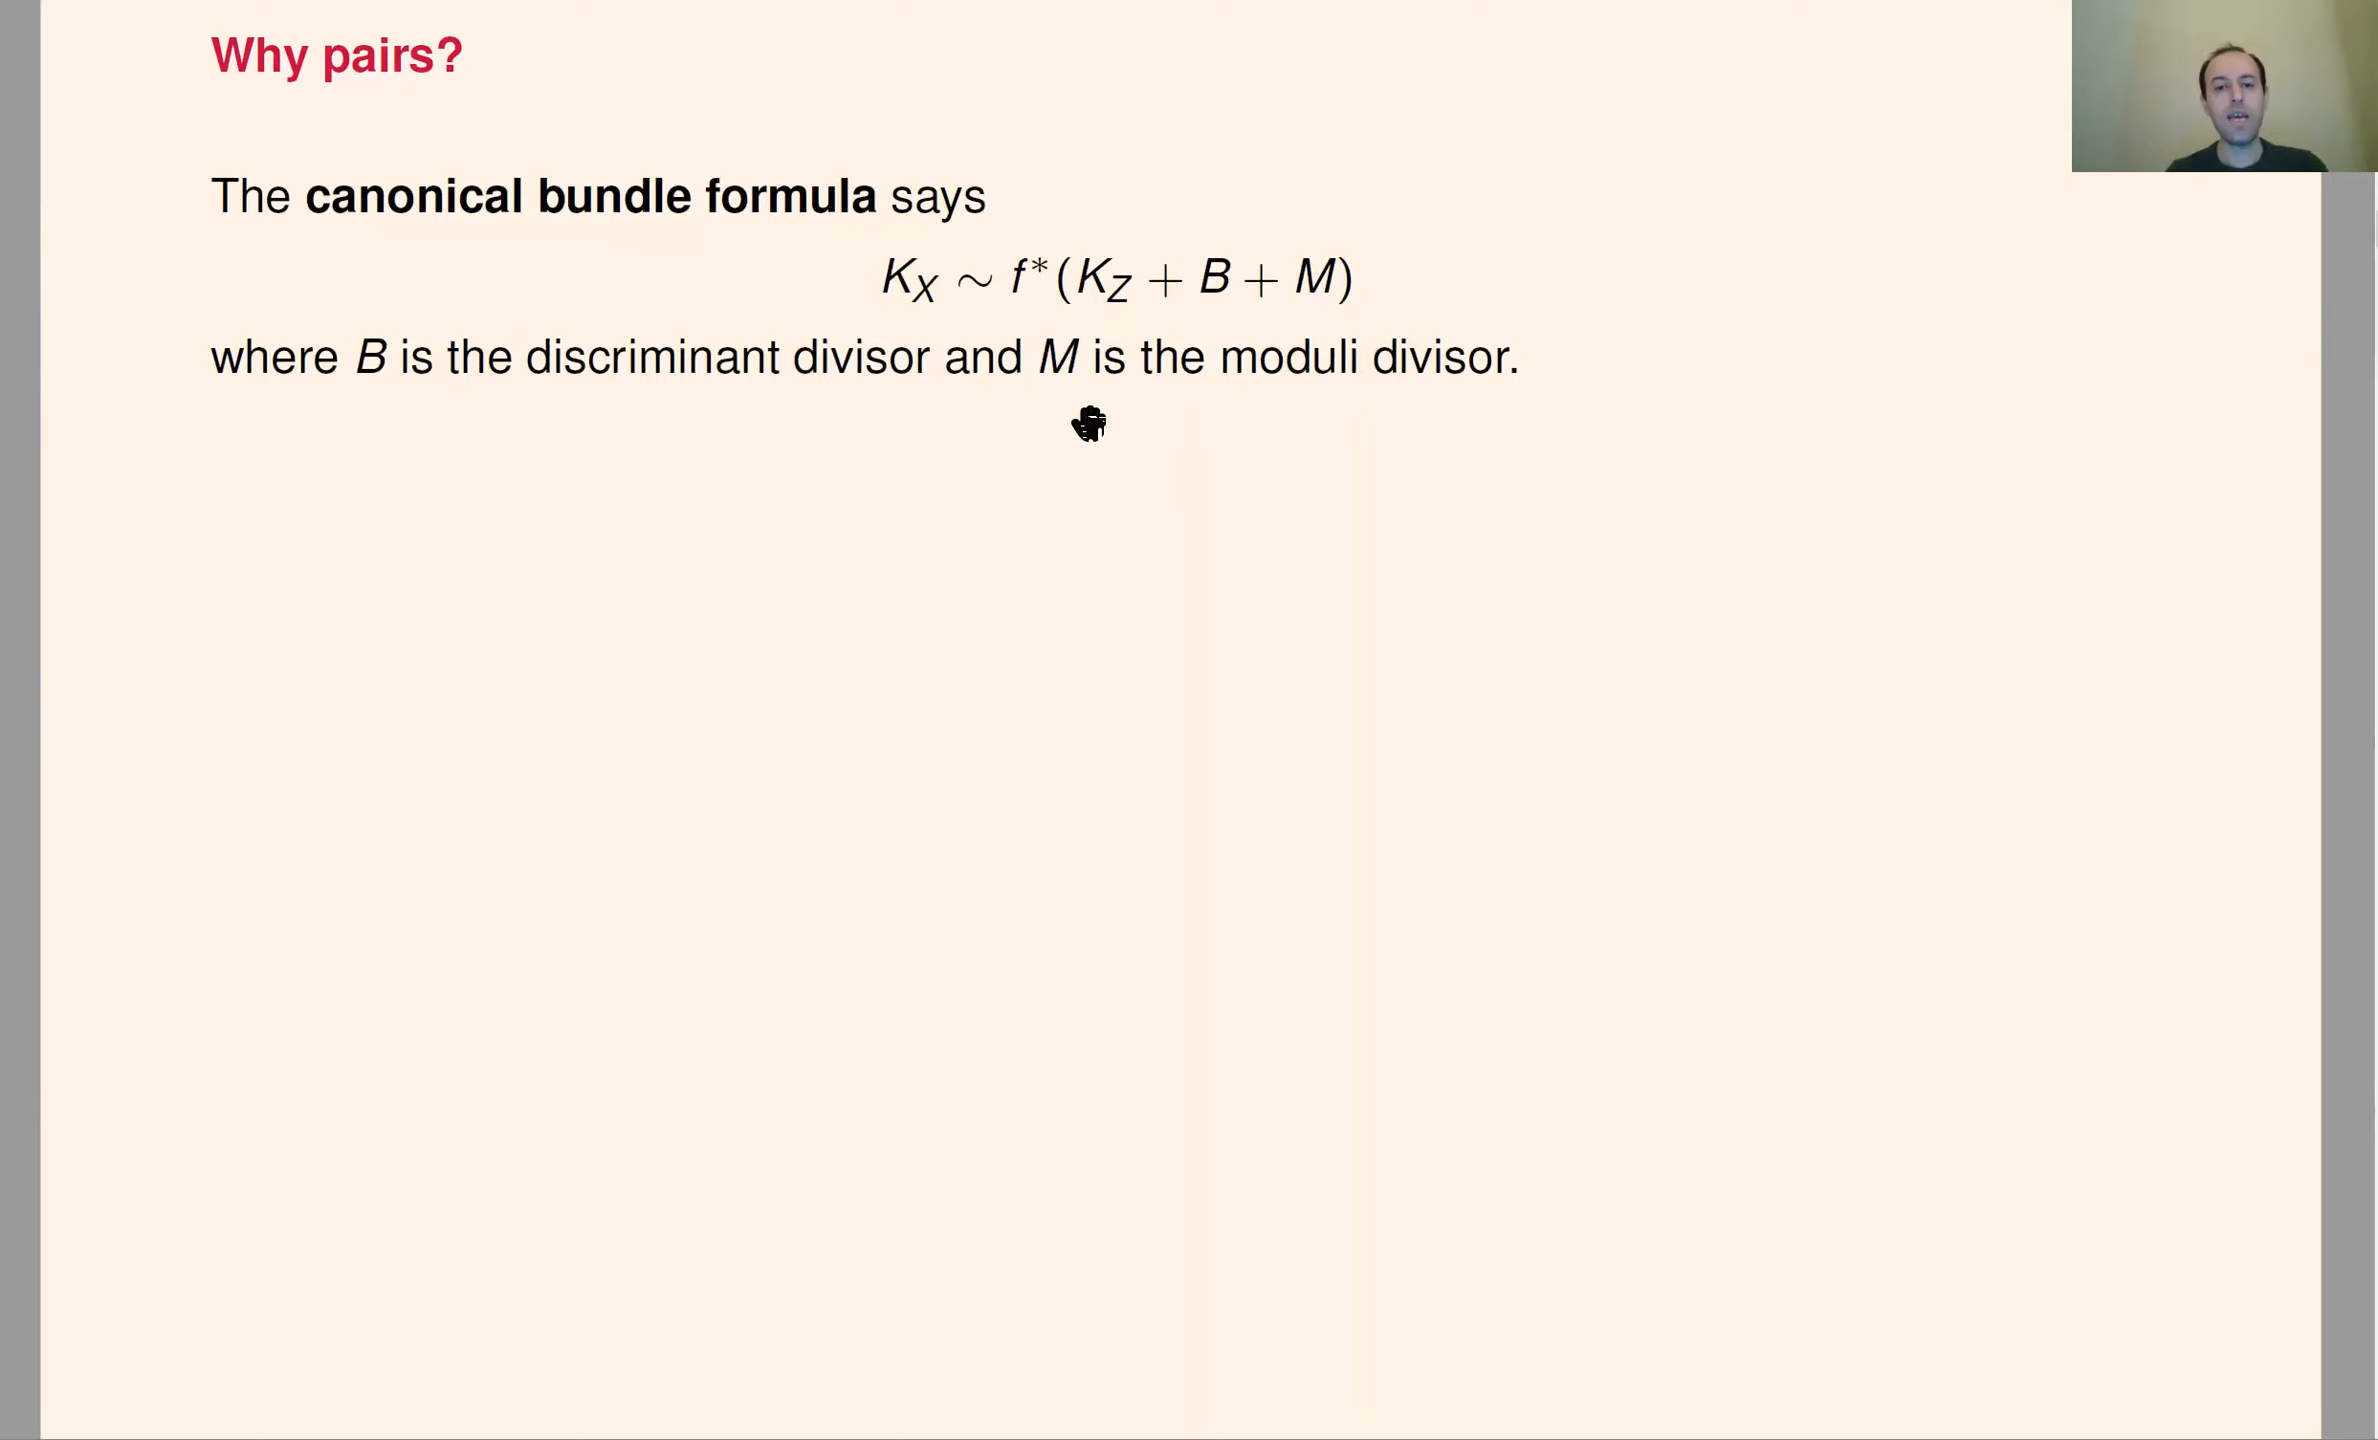 Why pairs?
The canonical bundle formula says
K_X ∼ f*(K_Z + B + M)
where B is the discriminant divisor and M is the moduli divisor.